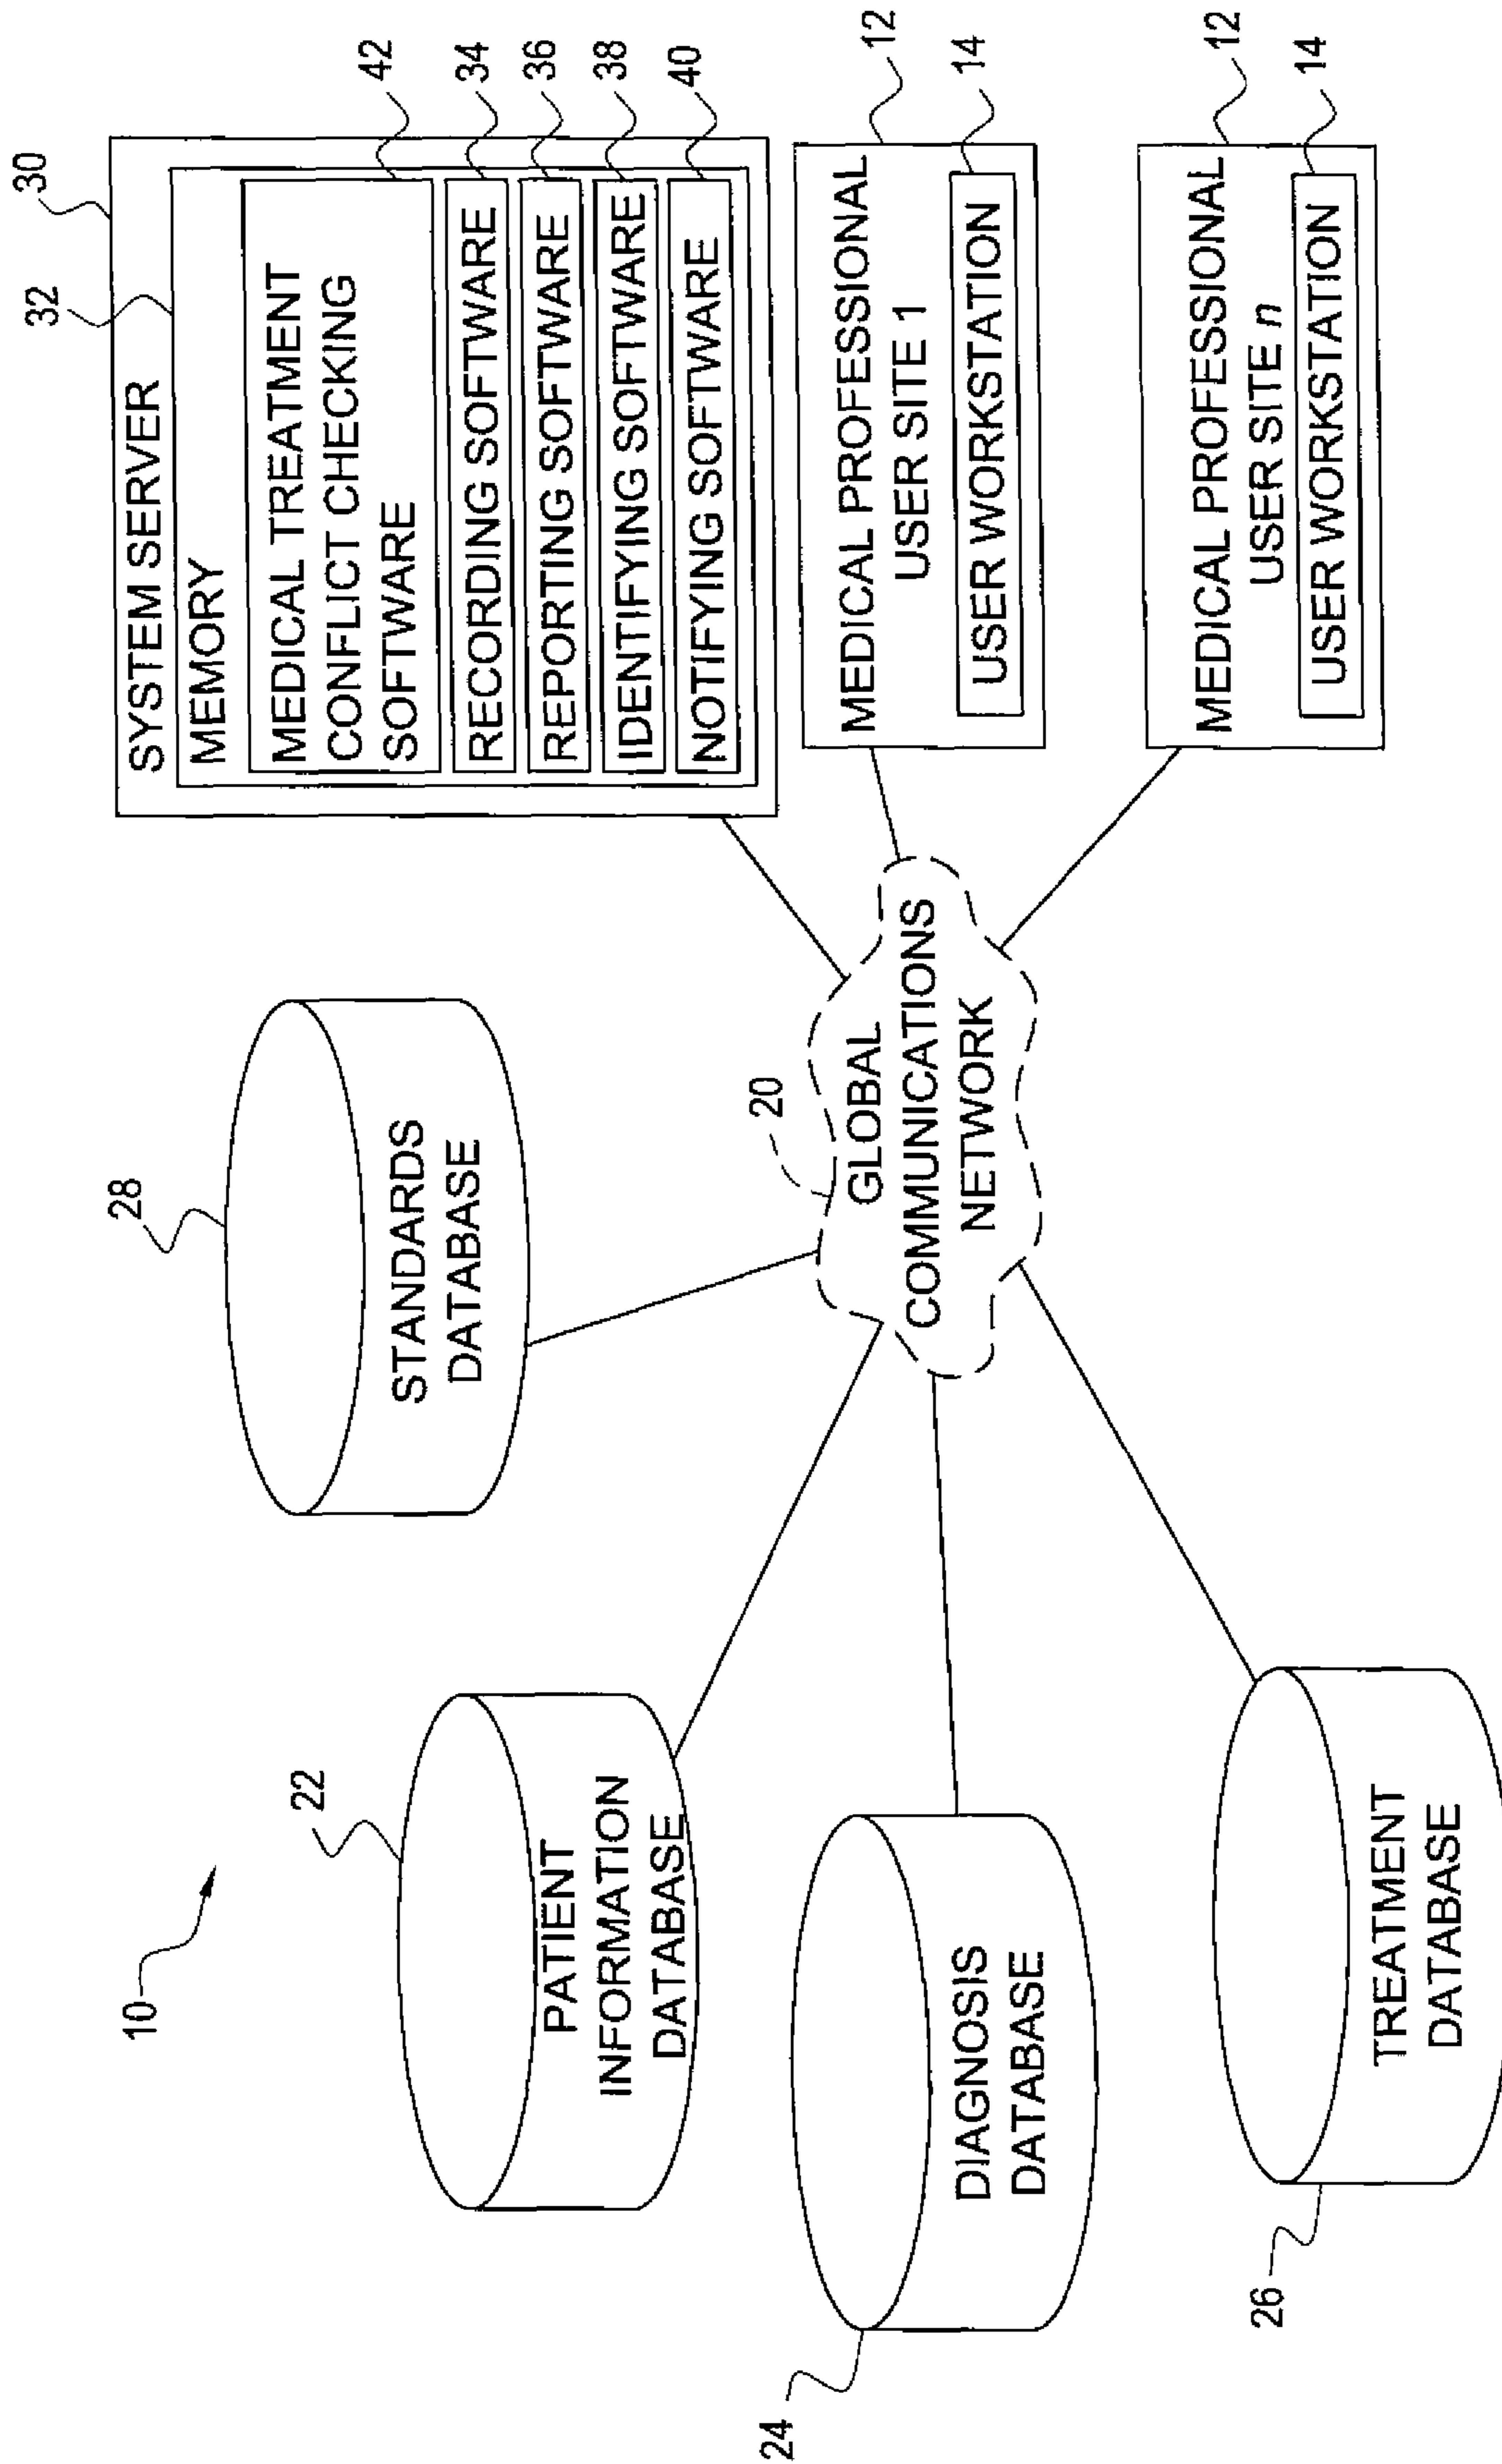 10
22
PATIENT
INFORMATION
DATABASE
24
DIAGNOSIS
DATABASE
26
TREATMENT
DATABASE
28
STANDARDS
DATABASE
20
GLOBAL
COMMUNICATIONS
NETWORK
30
SYSTEM SERVER
32
MEMORY
MEDICAL TREATMENT
CONFLICT CHECKING
SOFTWARE
42
RECORDING SOFTWARE
34
REPORTING SOFTWARE
36
IDENTIFYING SOFTWARE
38
NOTIFYING SOFTWARE
40
MEDICAL PROFESSIONAL
USER SITE 1
12
USER WORKSTATION
14
MEDICAL PROFESSIONAL
USER SITE n
12
USER WORKSTATION
14